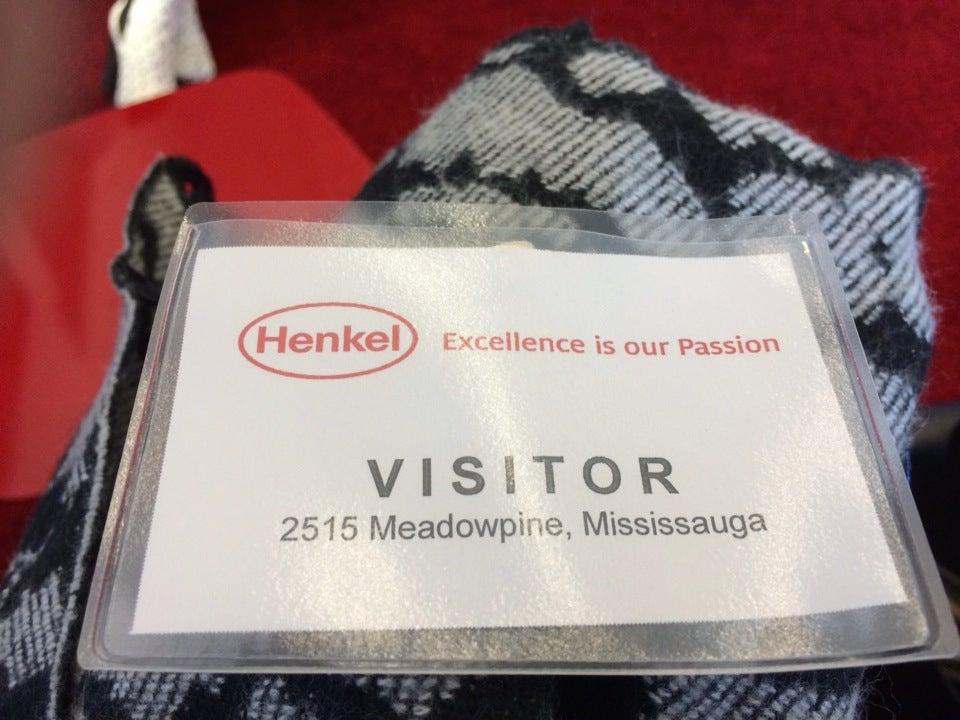 Henkel Excellence is our Passion
VISITOR
2515 Meadowpine, Mississauga